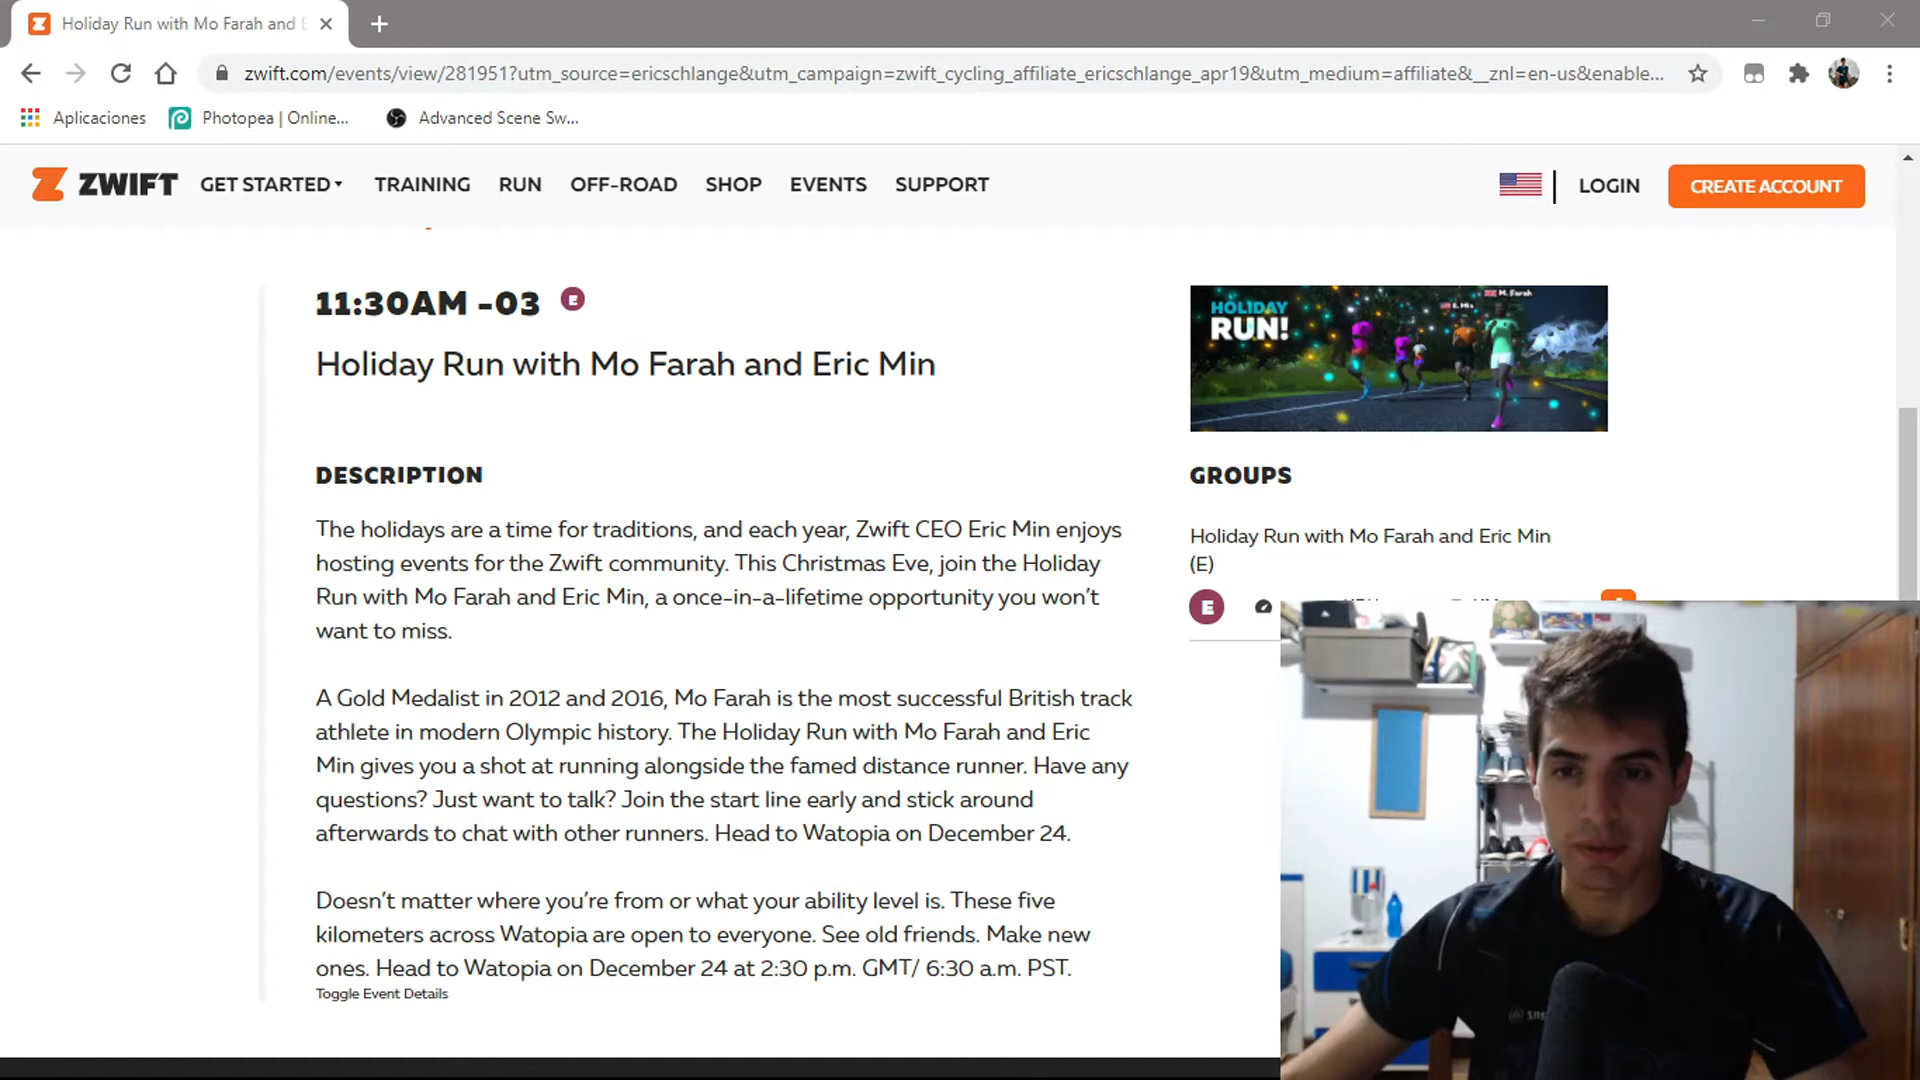 Holiday Run with Mo Farah and E
zwift.com/events/view/281951?utm_source=ericschlange&utm_campaign=zwift_cycling_affiliate_ericschlange_apr19&utm_medium=affiliate&__znl=en-us&enable...
Aplicaciones
Photopea | Online...
Advanced Scene Sw...
ZWIFT
GET STARTED
TRAINING
RUN
OFF-ROAD
SHOP
EVENTS
SUPPORT
LOGIN
CREATE ACCOUNT
11:30AM -03
E
Holiday Run with Mo Farah and Eric Min
HOLIDAY
RUN!
E. Min
M. Farah
DESCRIPTION
The holidays are a time for traditions, and each year, Zwift CEO Eric Min enjoys
hosting events for the Zwift community. This Christmas Eve, join the Holiday
Run with Mo Farah and Eric Min, a once-in-a-lifetime opportunity you won’t
want to miss.
A Gold Medalist in 2012 and 2016, Mo Farah is the most successful British track
athlete in modern Olympic history. The Holiday Run with Mo Farah and Eric
Min gives you a shot at running alongside the famed distance runner. Have any
questions? Just want to talk? Join the start line early and stick around
afterwards to chat with other runners. Head to Watopia on December 24.
Doesn’t matter where you’re from or what your ability level is. These five
kilometers across Watopia are open to everyone. See old friends. Make new
ones. Head to Watopia on December 24 at 2:30 p.m. GMT/ 6:30 a.m. PST.
Toggle Event Details
GROUPS
Holiday Run with Mo Farah and Eric Min
(E)
E